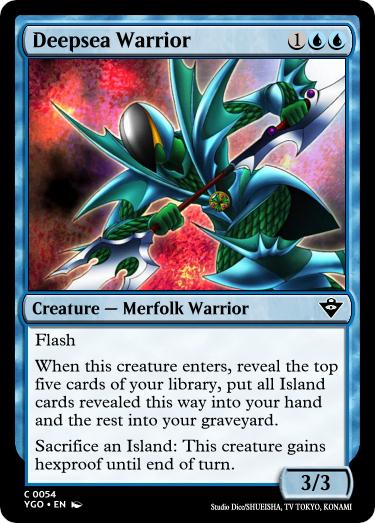 Deepsea Warrior 1
Creature — Merfolk Warrior
Flash
When this creature enters, reveal the top
five cards of your library, put all Island
cards revealed this way into your hand
and the rest into your graveyard.
Sacrifice an Island: This creature gains
hexproof until end of turn.
3/3
C 0054
YGO • EN
Studio Dice/SHUEISHA, TV TOKYO, KONAMI